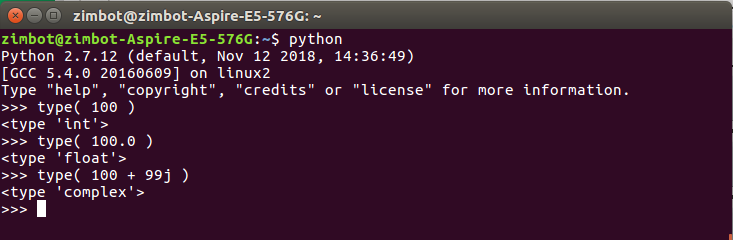 zimbot@zimbot-Aspire-E5-576G: ~
zimbot@zimbot-Aspire-E5-576G:~$ python
Python 2.7.12 (default, Nov 12 2018, 14:36:49)
[GCC 5.4.0 20160609] on linux2
Type "help", "copyright", "credits" or "license" for more information.
>>> type( 100 )
<type 'int'>
>>> type( 100.0 )
<type 'float'>
>>> type( 100 + 99j )
<type 'complex'>
>>>